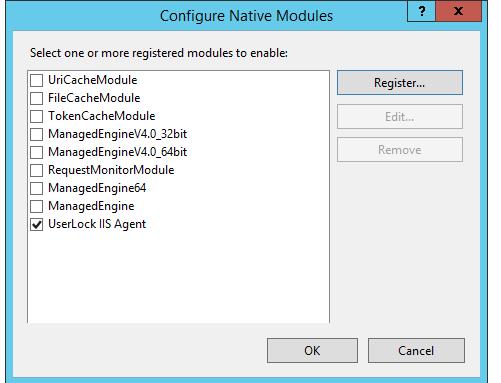 Configure Native Modules
?
x
Select one or more registered modules to enable:
UriCacheModule
FileCacheModule
TokenCacheModule
ManagedEngineV4.0_32bit
ManagedEngineV4.0_64bit
RequestMonitorModule
ManagedEngine64
ManagedEngine
UserLock IIS Agent
Register...
Edit...
Remove
OK
Cancel